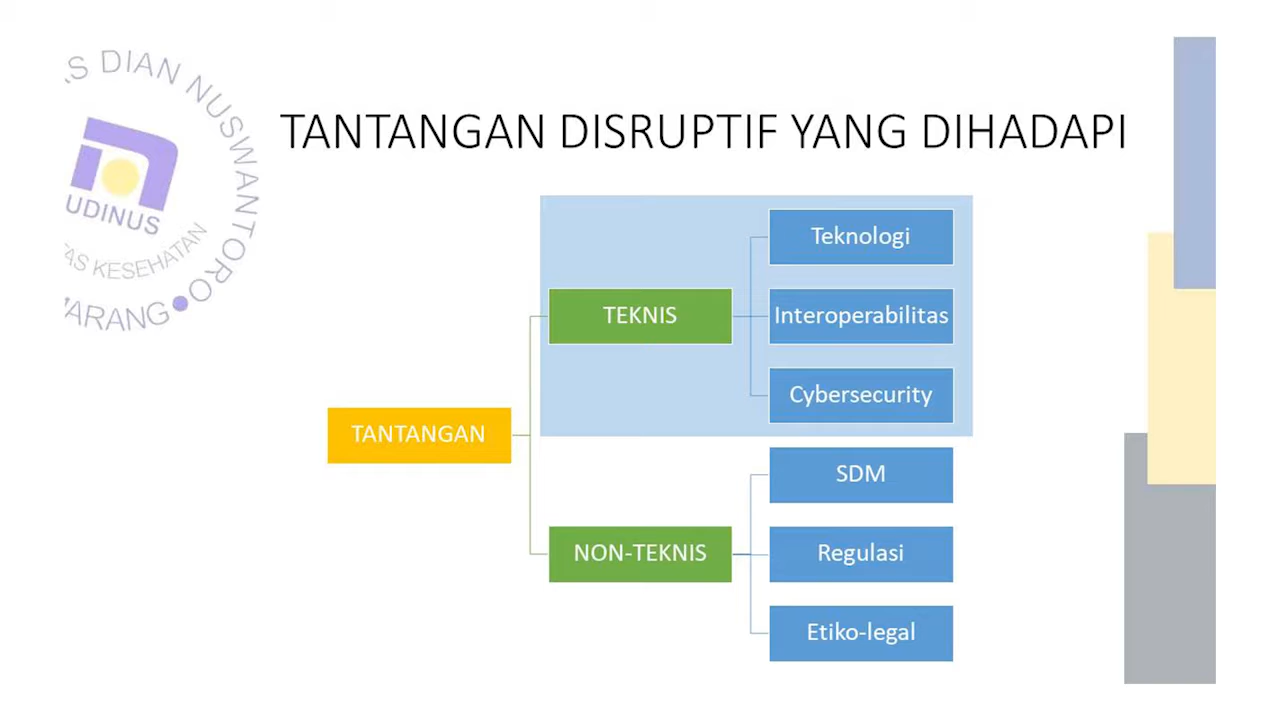 S DIAN NUSWANTORO
UDINUS
AS KESEHATAN
ARANG
TANTANGAN DISRUPTIF YANG DIHADAPI
TANTANGAN
TEKNIS
Teknologi
Interoperabilitas
Cybersecurity
NON-TEKNIS
SDM
Regulasi
Etiko-legal